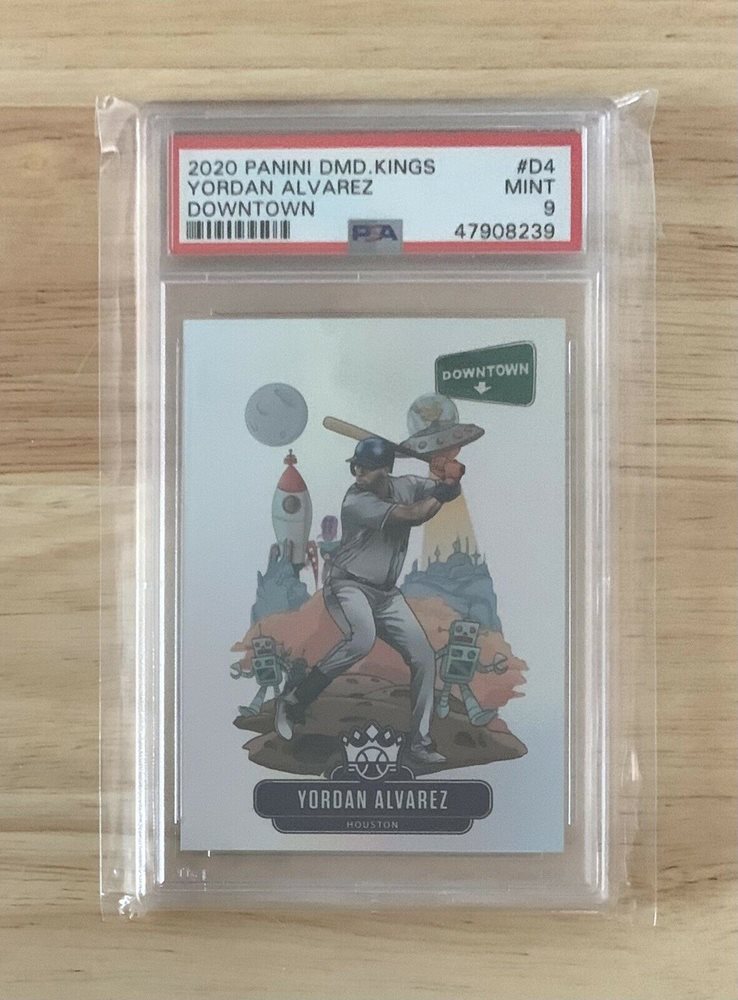 2020 PANINI DMD.KINGS #D4
YORDAN ALVAREZ MINT
DOWNTOWN 9
PSA 47908239
DOWNTOWN
YORDAN ALVAREZ
HOUSTON